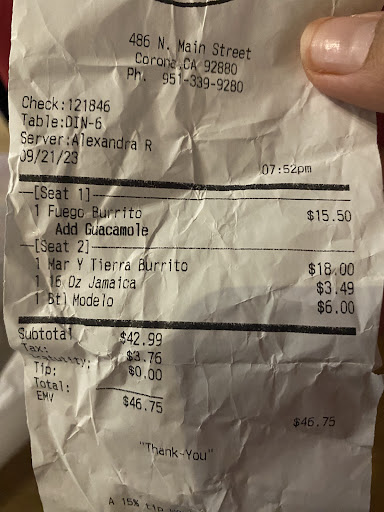 486 N. Main Street
Corona,CA 92880
Ph. 951-339-9280
Check:121846
Table:DIN-6
Server:Alexandra R
09/21/23 07:52pm
[Seat 1]
1 Fuego Burrito $15.50
Add Guacamole
[Seat 2]
1 Mar Y Tierra Burrito $18.00
1 16 Oz Jamaica $3.49
1 Btl Modelo $6.00
Subtotal $42.99
Tax: $3.76
Tip: $0.00
Total: $46.75
EMV $46.75
"Thank-You"
A 15% tip